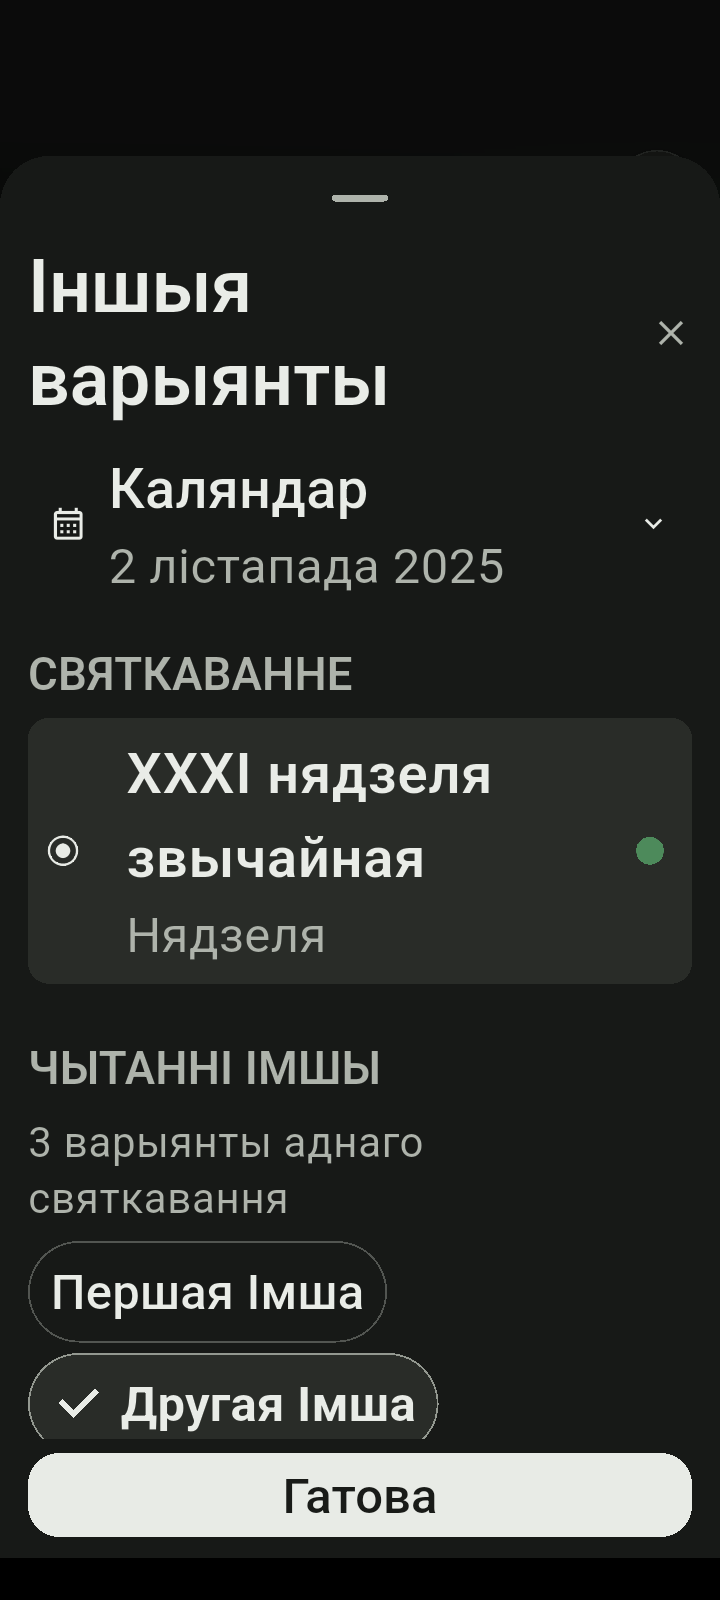 Іншыя
варыянты
Каляндар
2 лістапада 2025
СВЯТКАВАННЕ
XXXI нядзеля
звычайная
Нядзеля
ЧЫТАННІ ІМШЫ
3 варыянты аднаго
святкавання
Першая Імша
Другая Імша
Гатова